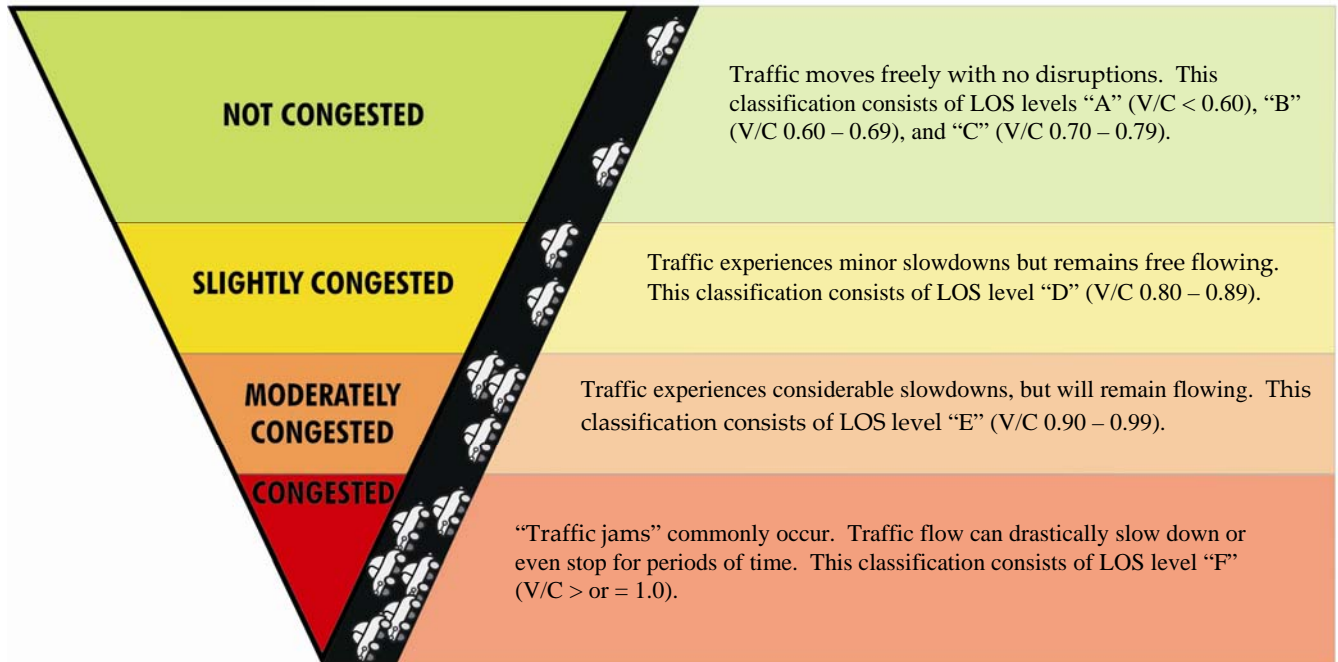 NOT CONGESTED
Traffic moves freely with no disruptions. This
classification consists of LOS levels “A” (V/C < 0.60), “B”
(V/C 0.60 – 0.69), and “C” (V/C 0.70 – 0.79).
SLIGHTLY CONGESTED
Traffic experiences minor slowdowns but remains free flowing.
This classification consists of LOS level “D” (V/C 0.80 – 0.89).
MODERATELY
CONGESTED
Traffic experiences considerable slowdowns, but will remain flowing. This
classification consists of LOS level “E” (V/C 0.90 – 0.99).
CONGESTED
“Traffic jams” commonly occur. Traffic flow can drastically slow down or
even stop for periods of time. This classification consists of LOS level “F”
(V/C > or = 1.0).